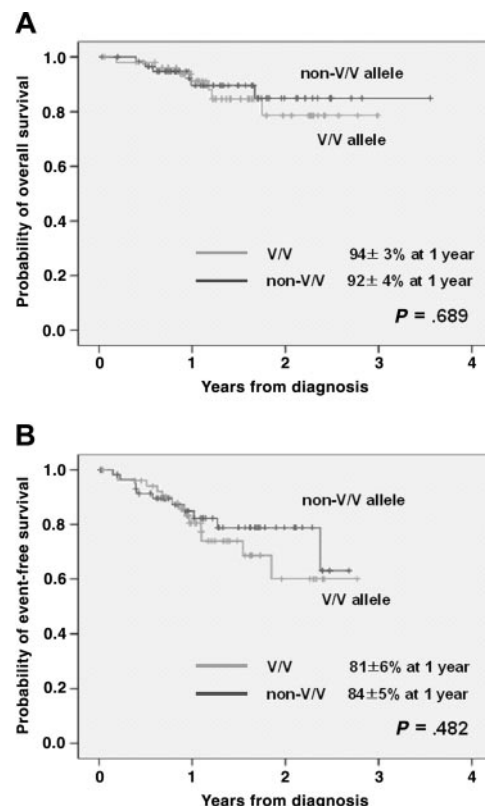 A
Probability of overall survival
1.0
0.8
0.6
0.4
0.2
0.0
non-V/V allele
V/V allele
V/V 94± 3% at 1 year
non-V/V 92± 4% at 1 year
P = .689
0 1 2 3 4
Years from diagnosis
B
Probability of event-free survival
1.0
0.8
0.6
0.4
0.2
0.0
non-V/V allele
V/V allele
V/V 81±6% at 1 year
non-V/V 84±5% at 1 year
P = .482
0 1 2 3 4
Years from diagnosis